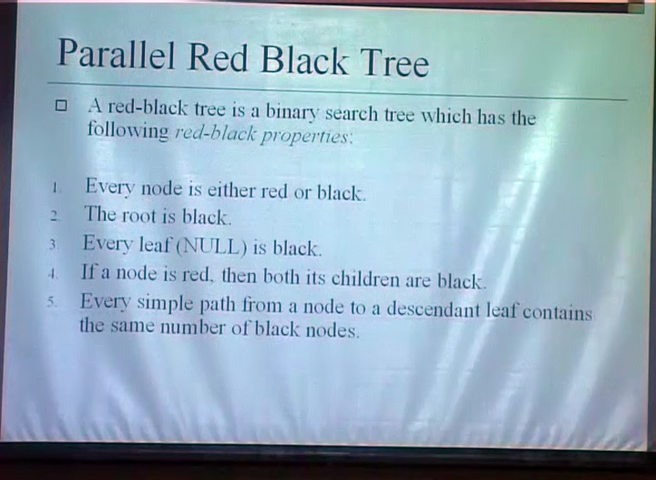 Parallel Red Black Tree
A red-black tree is a binary search tree which has the
following red-black properties:
1. Every node is either red or black.
2. The root is black.
3. Every leaf (NULL) is black.
4. If a node is red, then both its children are black.
5. Every simple path from a node to a descendant leaf contains
the same number of black nodes.